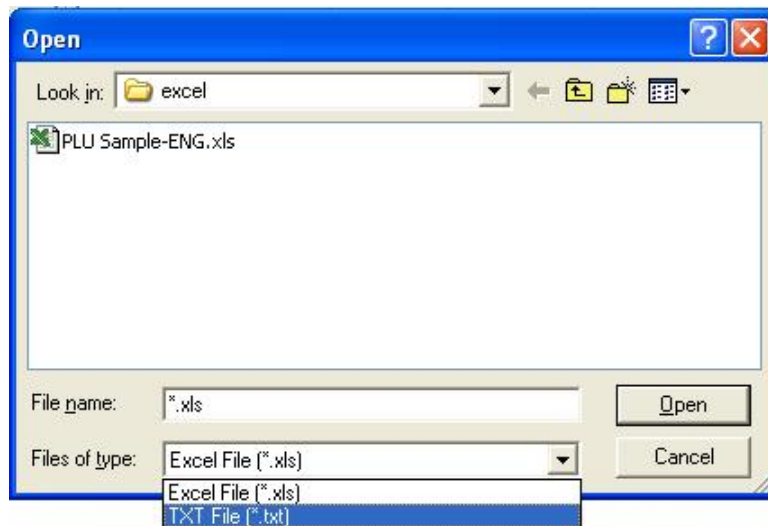 Open
Look in: excel
PLU Sample-ENG.xls
File name: *.xls Open
Files of type: Excel File (*.xls) Cancel
Excel File (*.xls)
TXT File (*.txt)